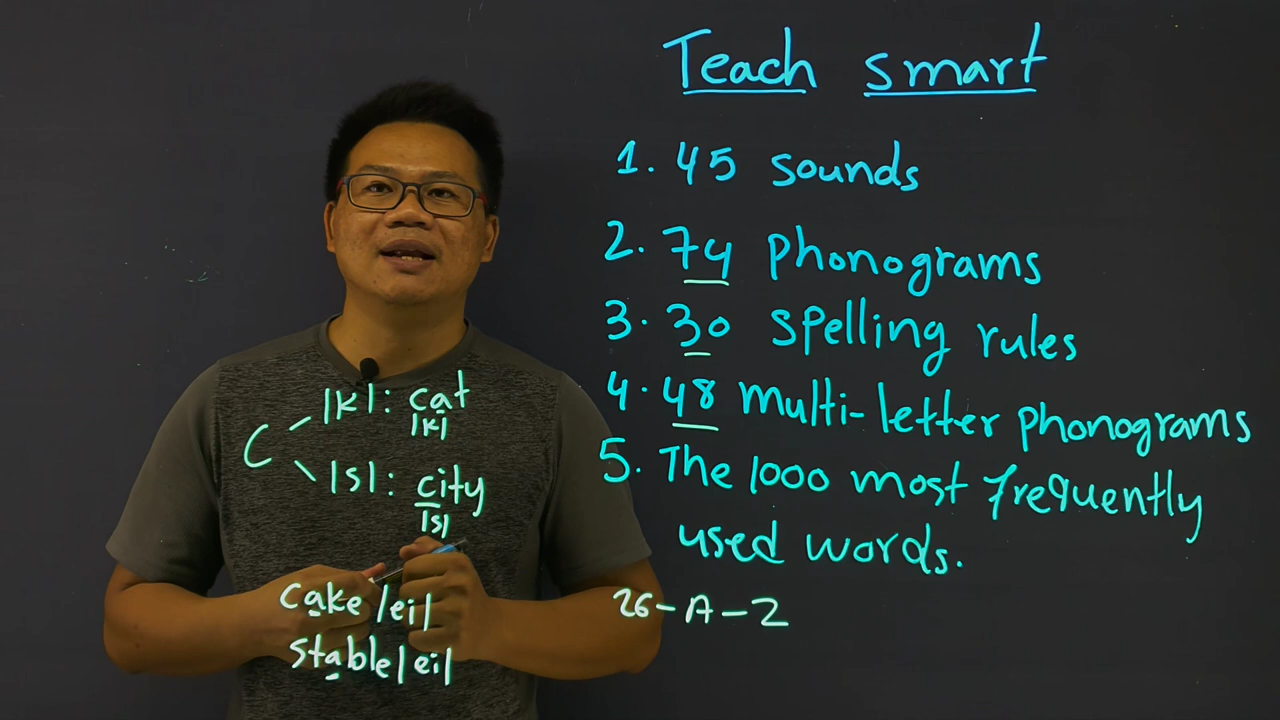 Teach smart
1. 45 sounds
2. 74 phonograms
3. 30 spelling rules
4. 48 multi-letter phonograms
5. The 1000 most frequently
used words.
26-A-Z
C
|k|: cat
|k|
|s|: city
|s|
cake |ei|
stable |ei|